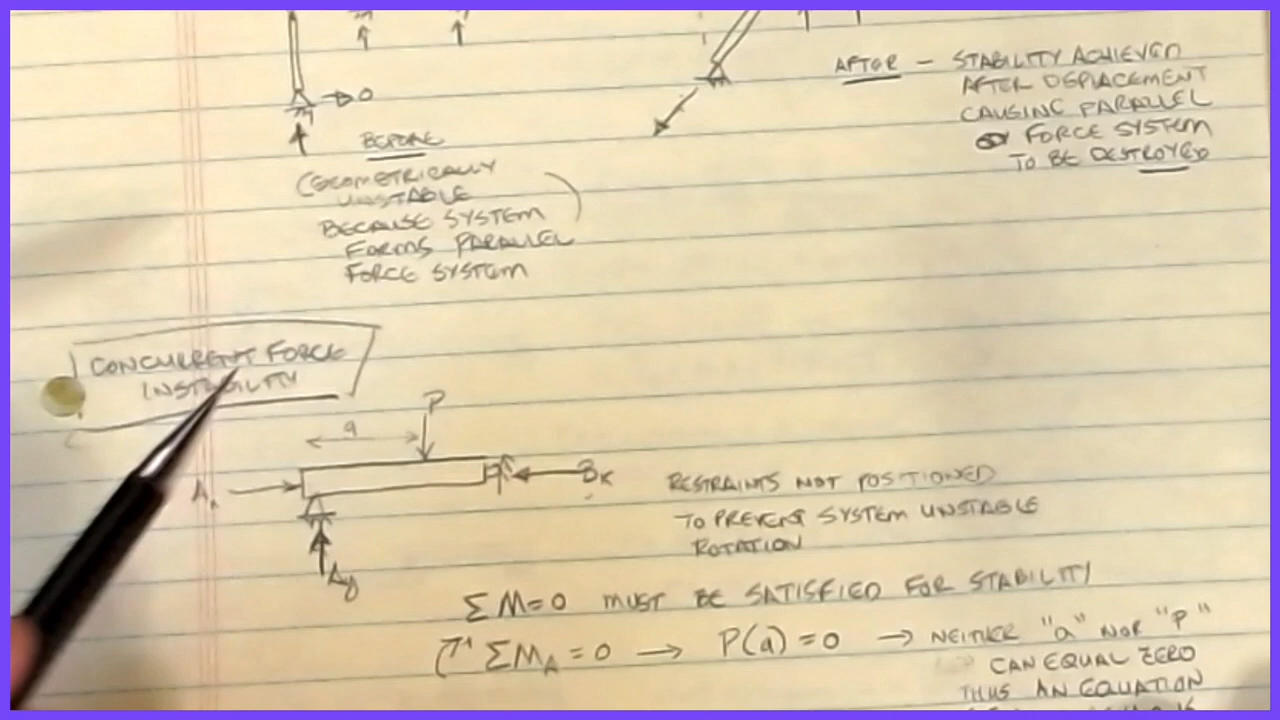 AFTER — STABILITY ACHIEVED
AFTER DISPLACEMENT
CAUSING PARALLEL
FORCE SYSTEM
TO BE DESTROYED
0
BEFORE
(GEOMETRICALLY
UNSTABLE
BECAUSE SYSTEM
FORMS PARALLEL
FORCE SYSTEM)
CONCURRENT FORCE
INSTABILITY
P
a
Ax
Bx
Ay
RESTRAINTS NOT POSITIONED
TO PREVENT SYSTEM UNSTABLE
ROTATION
ΣM=0 MUST BE SATISFIED FOR STABILITY
ΣMA = 0 → P(a) = 0 → NEITHER "a" NOR "P"
CAN EQUAL ZERO
THUS AN EQUATION